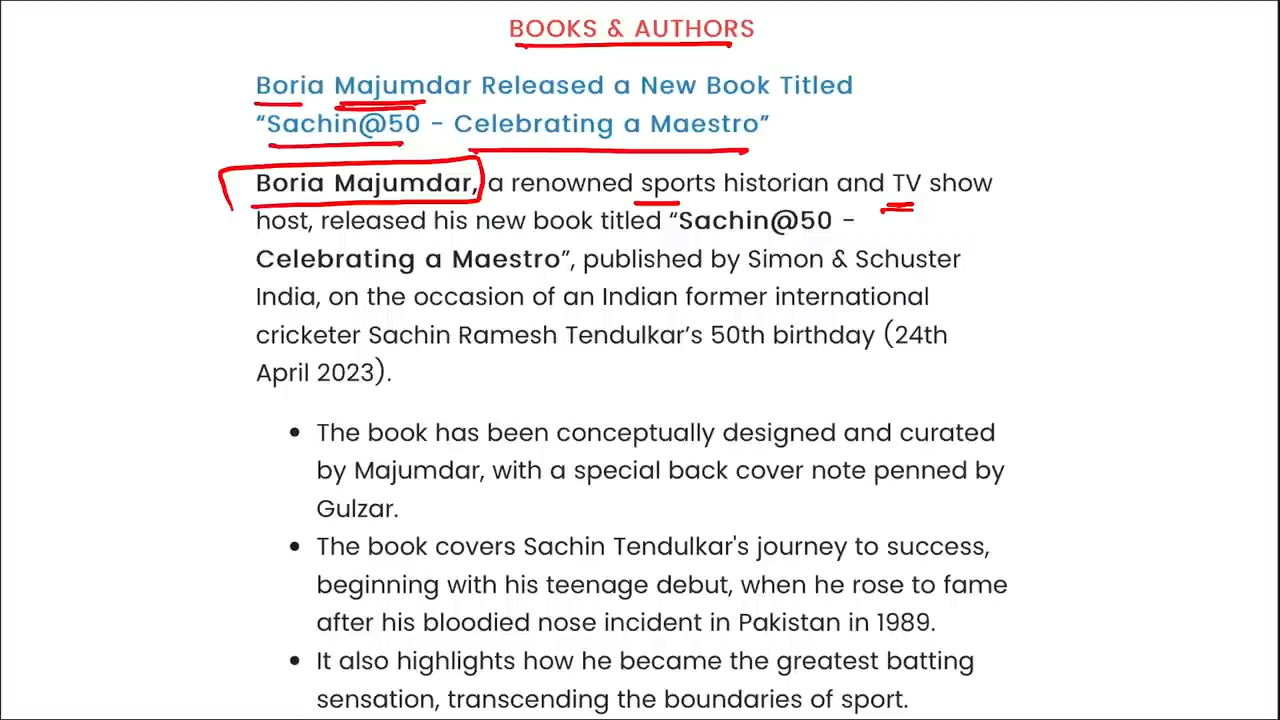 BOOKS & AUTHORS
Boria Majumdar Released a New Book Titled
“Sachin@50 - Celebrating a Maestro”
Boria Majumdar, a renowned sports historian and TV show
host, released his new book titled “Sachin@50 -
Celebrating a Maestro”, published by Simon & Schuster
India, on the occasion of an Indian former international
cricketer Sachin Ramesh Tendulkar’s 50th birthday (24th
April 2023).
• The book has been conceptually designed and curated
by Majumdar, with a special back cover note penned by
Gulzar.
• The book covers Sachin Tendulkar's journey to success,
beginning with his teenage debut, when he rose to fame
after his bloodied nose incident in Pakistan in 1989.
• It also highlights how he became the greatest batting
sensation, transcending the boundaries of sport.